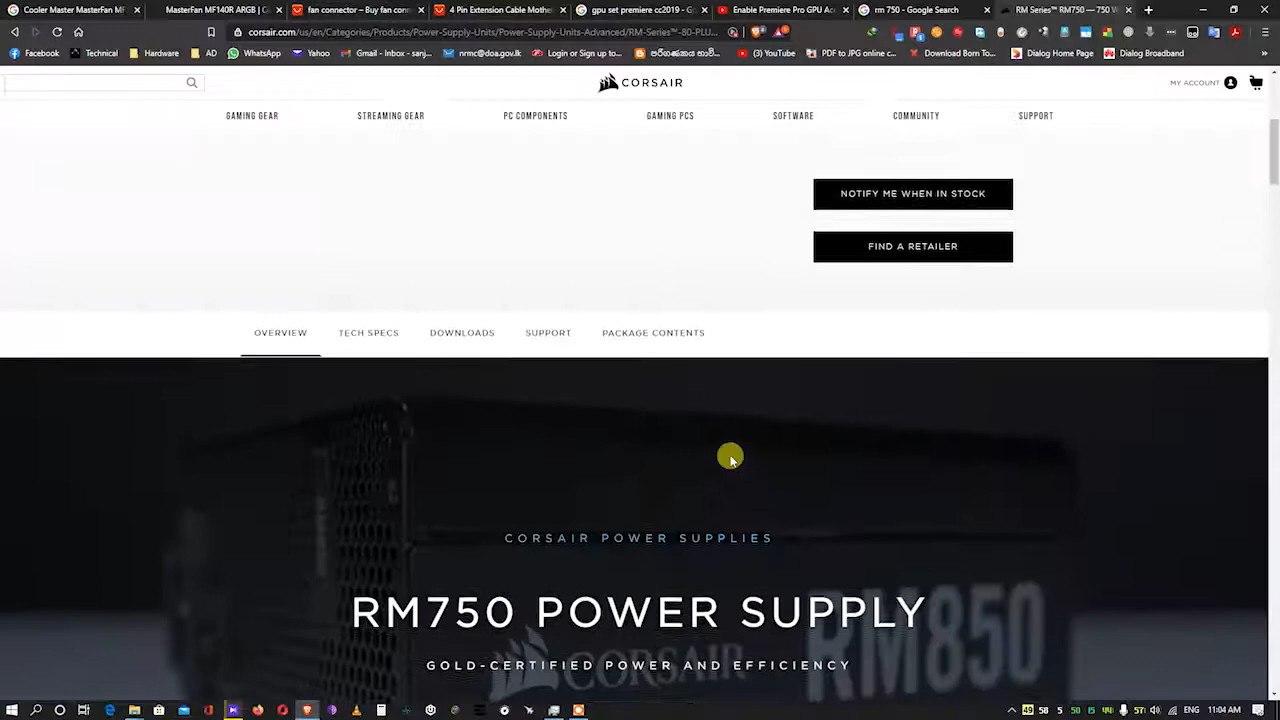 Cooler Master MasterFan MF
MasterFan MF140R ARGB | C
fan connector – Buy fan conn
4 Pin Extension Cable Mothe
gpu set premiere cc2019 - Go
Enable Premiere Pro GPU Ac
rm 750 - Google Search
RM Series™ RM750 — 750 W
corsair.com/us/en/Categories/Products/Power-Supply-Units/Power-Supply-Units-Advanced/RM-Series™-80-PLU...
Facebook
Technical
Hardware
D
WhatsApp
Yahoo
Gmail - Inbox - sanj...
nrmc@doa.gov.lk
Login or Sign up to...
(3) YouTube
PDF to JPG online c...
Download Born To...
Dialog Home Page
Dialog Broadband
CORSAIR
MY ACCOUNT
GAMING GEAR
STREAMING GEAR
PC COMPONENTS
GAMING PCS
SOFTWARE
COMMUNITY
SUPPORT
NOTIFY ME WHEN IN STOCK
FIND A RETAILER
OVERVIEW
TECH SPECS
DOWNLOADS
SUPPORT
PACKAGE CONTENTS
CORSAIR POWER SUPPLIES
RM750 POWER SUPPLY
GOLD-CERTIFIED POWER AND EFFICIENCY
CORSAIR
RM850
11:04 AM
ENG